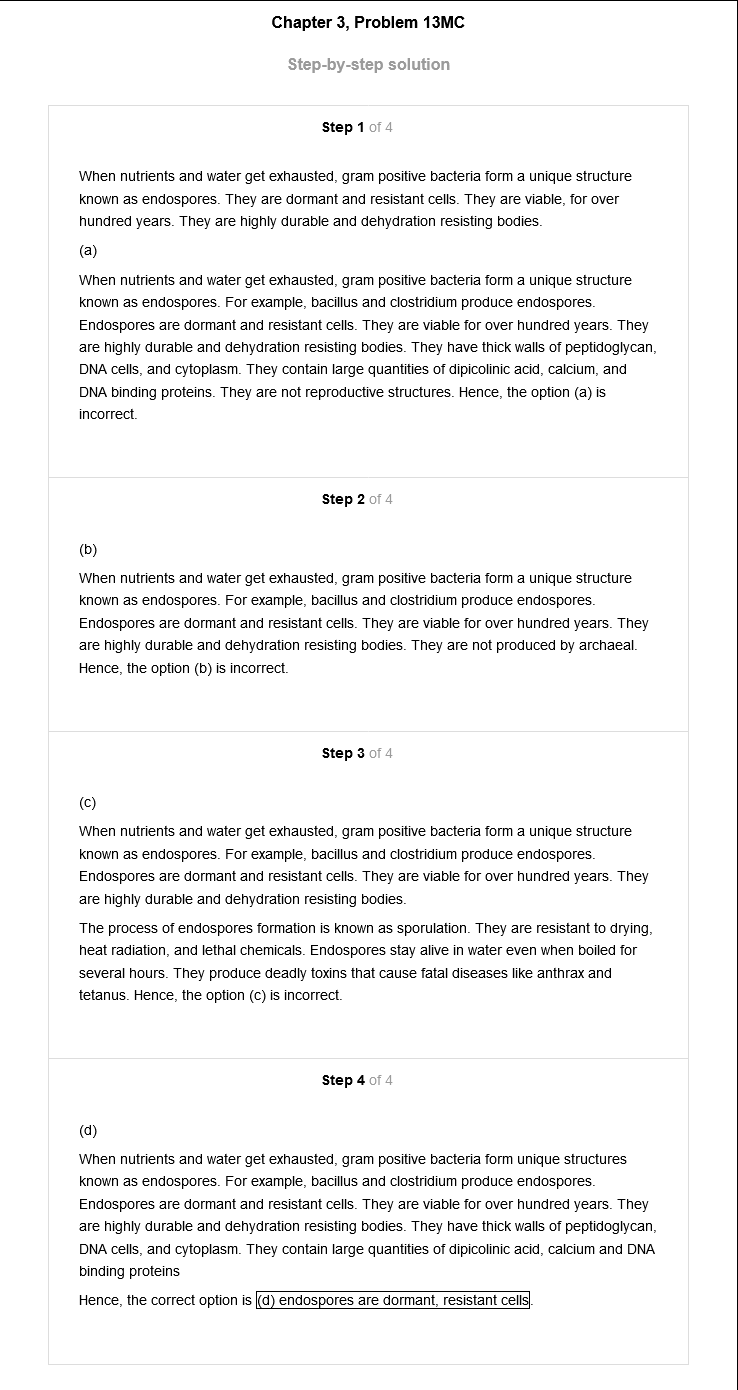 Chapter 3, Problem 13MC
Step-by-step solution
Step 1 of 4
When nutrients and water get exhausted, gram positive bacteria form a unique structure
known as endospores. They are dormant and resistant cells. They are viable, for over
hundred years. They are highly durable and dehydration resisting bodies.
(a)
When nutrients and water get exhausted, gram positive bacteria form a unique structure
known as endospores. For example, bacillus and clostridium produce endospores.
Endospores are dormant and resistant cells. They are viable for over hundred years. They
are highly durable and dehydration resisting bodies. They have thick walls of peptidoglycan,
DNA cells, and cytoplasm. They contain large quantities of dipicolinic acid, calcium, and
DNA binding proteins. They are not reproductive structures. Hence, the option (a) is
incorrect.
Step 2 of 4
(b)
When nutrients and water get exhausted, gram positive bacteria form a unique structure
known as endospores. For example, bacillus and clostridium produce endospores.
Endospores are dormant and resistant cells. They are viable for over hundred years. They
are highly durable and dehydration resisting bodies. They are not produced by archaeal.
Hence, the option (b) is incorrect.
Step 3 of 4
(c)
When nutrients and water get exhausted, gram positive bacteria form a unique structure
known as endospores. For example, bacillus and clostridium produce endospores.
Endospores are dormant and resistant cells. They are viable for over hundred years. They
are highly durable and dehydration resisting bodies.
The process of endospores formation is known as sporulation. They are resistant to drying,
heat radiation, and lethal chemicals. Endospores stay alive in water even when boiled for
several hours. They produce deadly toxins that cause fatal diseases like anthrax and
tetanus. Hence, the option (c) is incorrect.
Step 4 of 4
(d)
When nutrients and water get exhausted, gram positive bacteria form unique structures
known as endospores. For example, bacillus and clostridium produce endospores.
Endospores are dormant and resistant cells. They are viable for over hundred years. They
are highly durable and dehydration resisting bodies. They have thick walls of peptidoglycan,
DNA cells, and cytoplasm. They contain large quantities of dipicolinic acid, calcium and DNA
binding proteins
Hence, the correct option is (d) endospores are dormant, resistant cells.